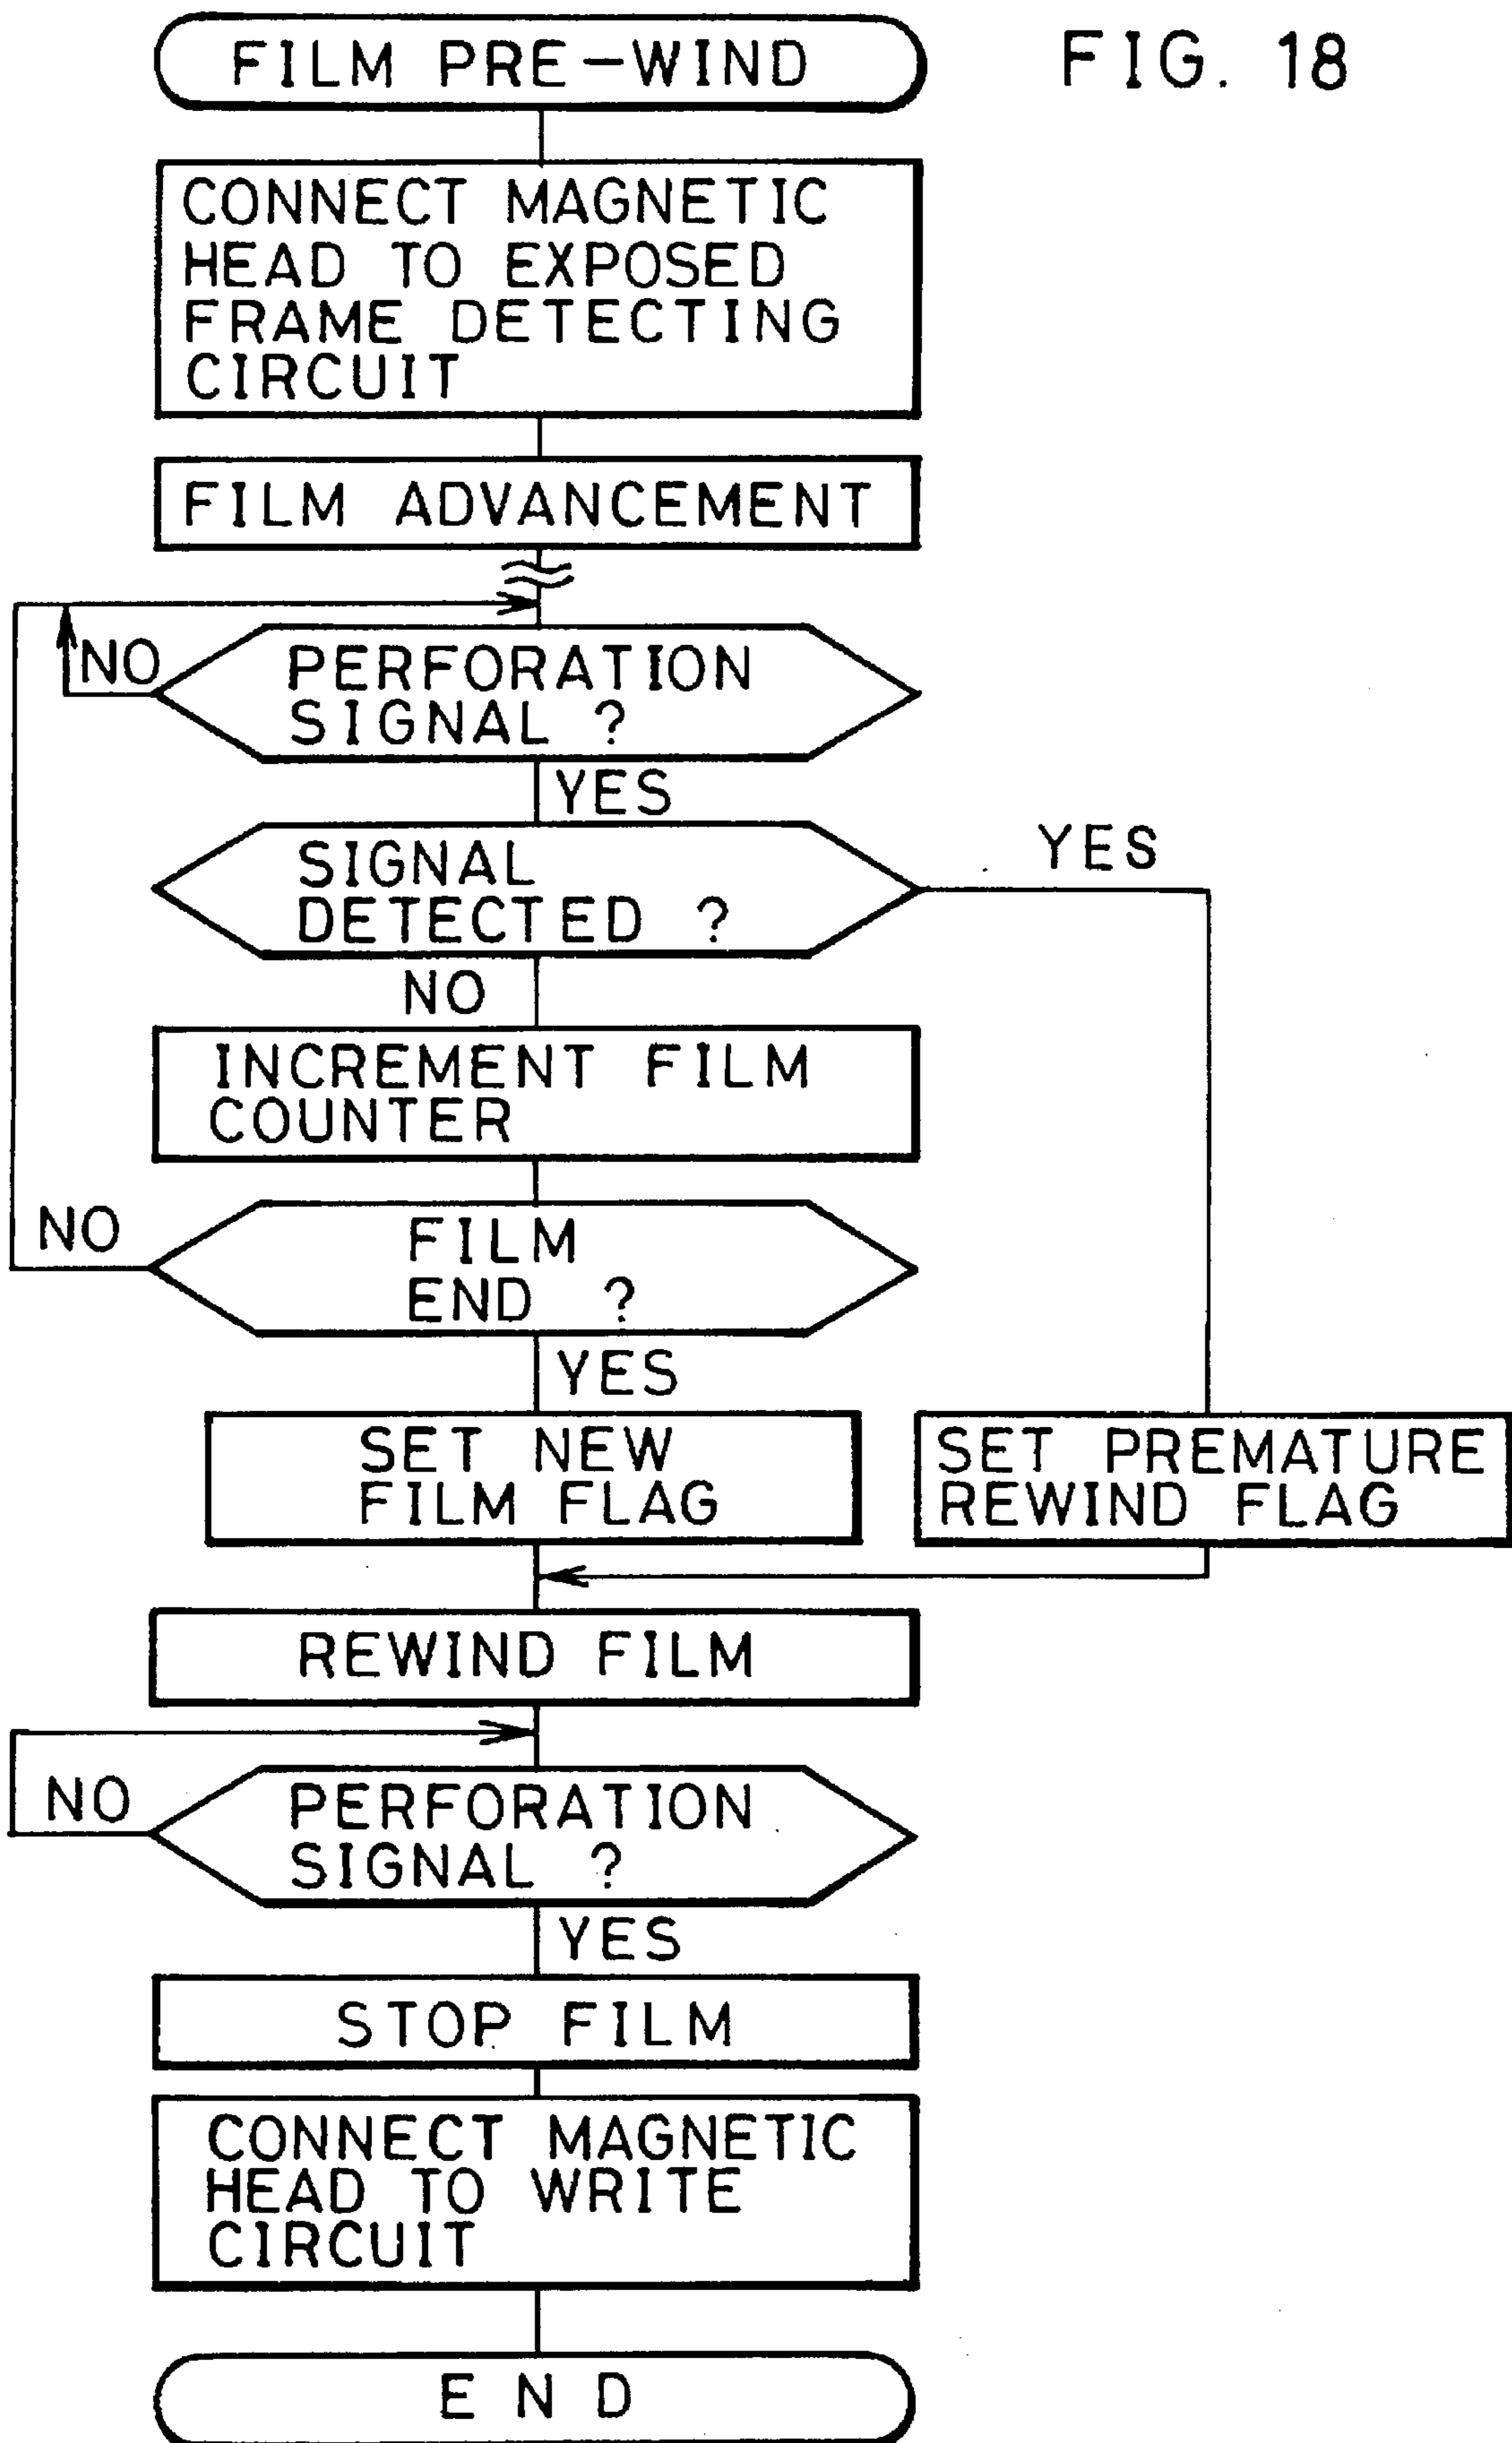 FILM PRE-WIND
FIG. 18
CONNECT MAGNETIC
HEAD TO EXPOSED
FRAME DETECTING
CIRCUIT
FILM ADVANCEMENT
NO
PERFORATION
SIGNAL ?
YES
SIGNAL
DETECTED ?
YES
NO
INCREMENT FILM
COUNTER
NO
FILM
END ?
YES
SET NEW
FILM FLAG
SET PREMATURE
REWIND FLAG
REWIND FILM
NO
PERFORATION
SIGNAL ?
YES
STOP FILM
CONNECT MAGNETIC
HEAD TO WRITE
CIRCUIT
END